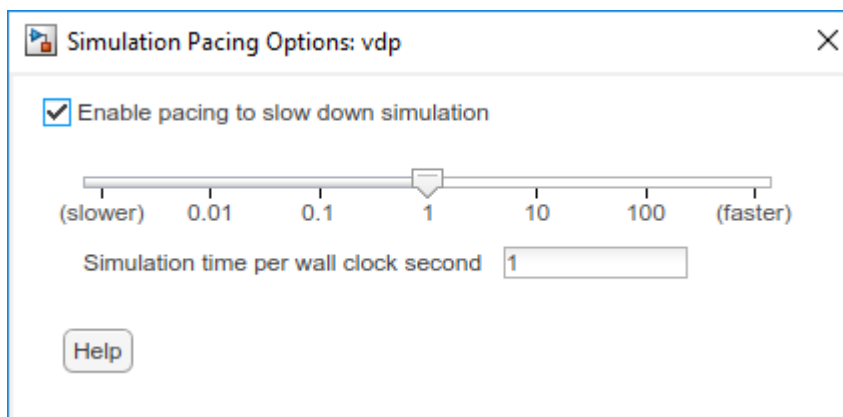 Simulation Pacing Options: vdp
Enable pacing to slow down simulation
(slower) 0.01 0.1 1 10 100 (faster)
Simulation time per wall clock second 1
Help